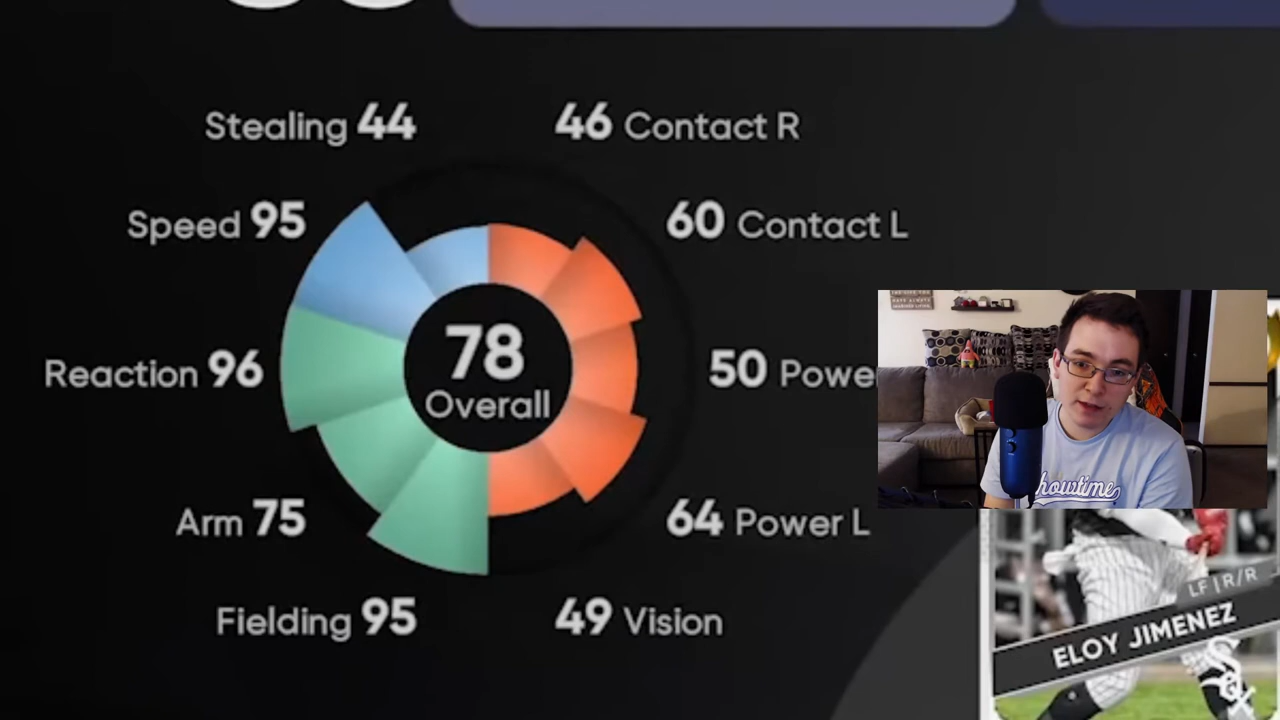 Stealing 44
46 Contact R
Speed 95
60 Contact L
78
Overall
Reaction 96
50 Powe
Arm 75
64 Power L
Fielding 95
49 Vision
howtime
LF | R/R
ELOY JIMENEZ
Sox